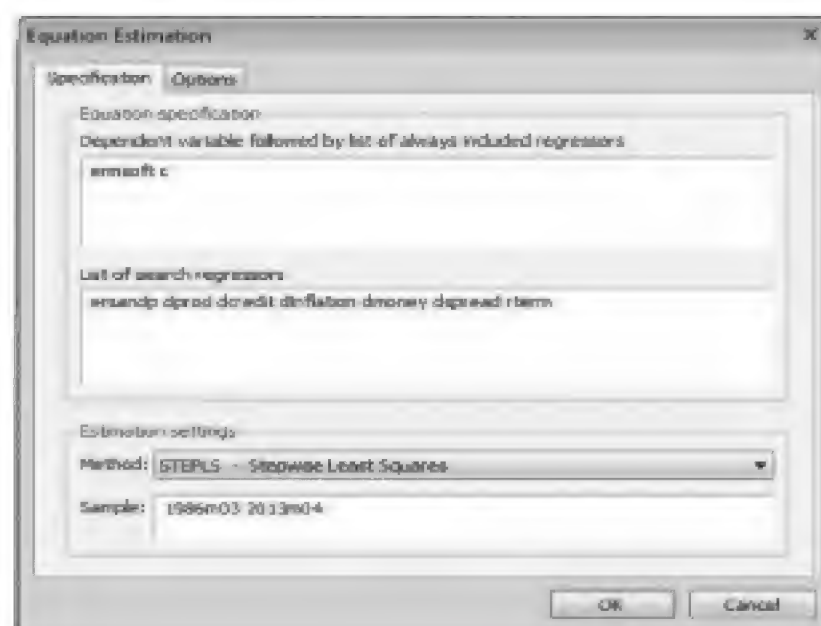 Equation Estimation
Specification Options
Equation specification
Dependent variable followed by list of always included regressors
ermsoft c
List of search regressors
ersandp dprod dcredit dinflation dmoney dspread rterm
Estimation settings
Method: STEPLS - Stepwise Least Squares
Sample: 1986m03 2013m04
OK Cancel